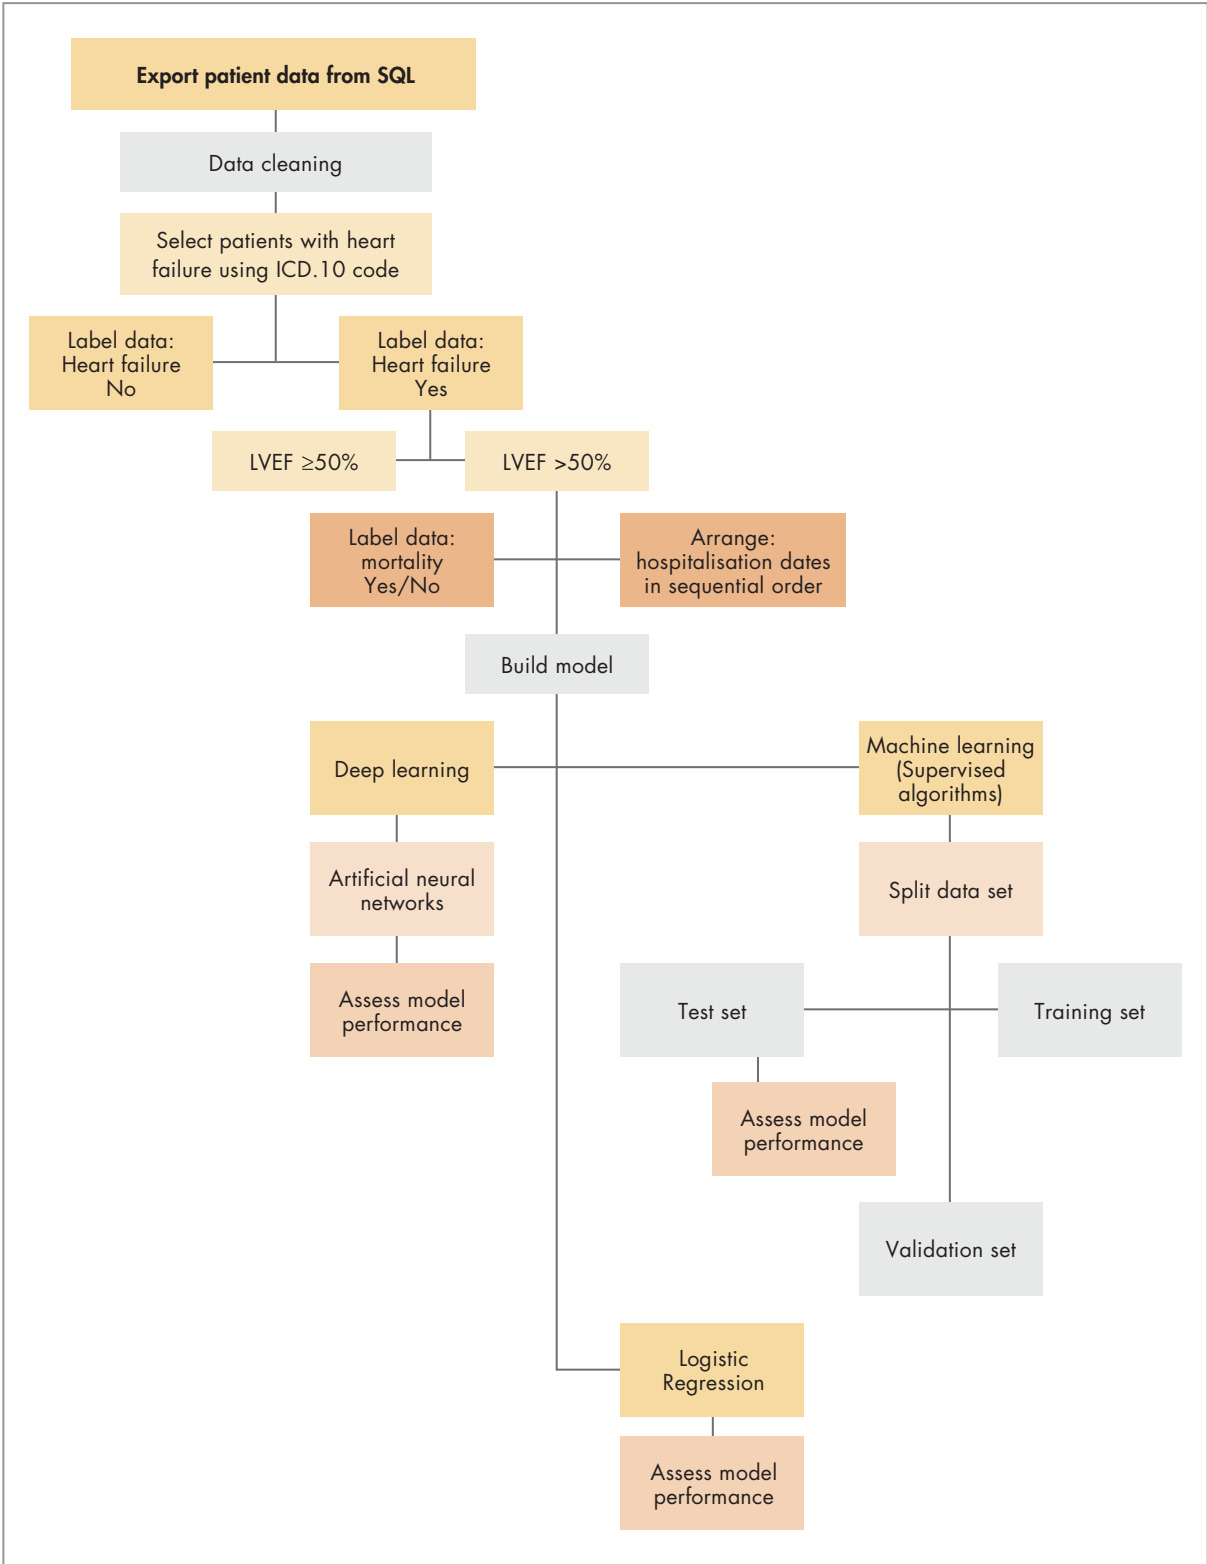 Export patient data from SQL
Data cleaning
Select patients with heart
failure using ICD.10 code
Label data:
Heart failure
No
Label data:
Heart failure
Yes
LVEF ≥50%
LVEF >50%
Label data:
mortality
Yes/No
Arrange:
hospitalisation dates
in sequential order
Build model
Deep learning
Machine learning
(Supervised
algorithms)
Artificial neural
networks
Split data set
Assess model
performance
Test set
Training set
Assess model
performance
Validation set
Logistic
Regression
Assess model
performance